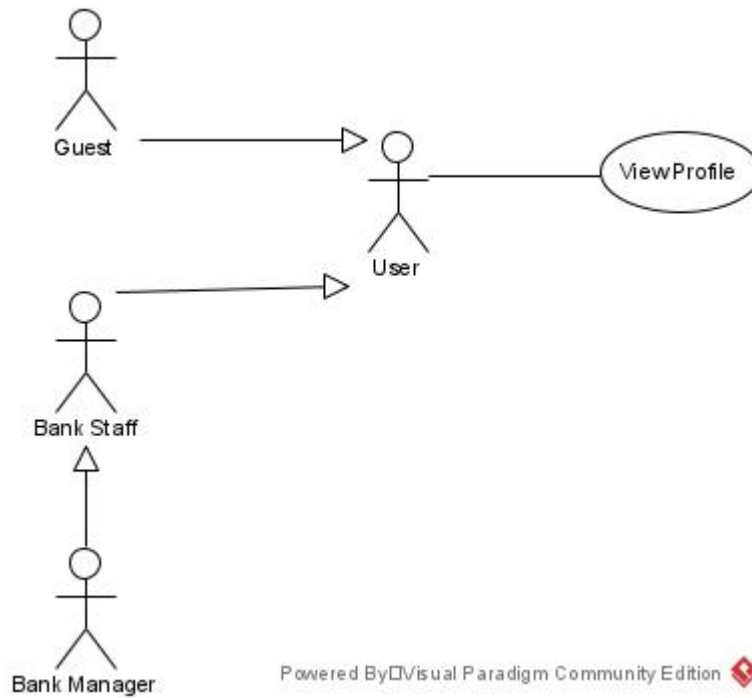 Guest
ViewProfile
User
Bank Staff
Bank Manager
Powered By□Visual Paradigm Community Edition